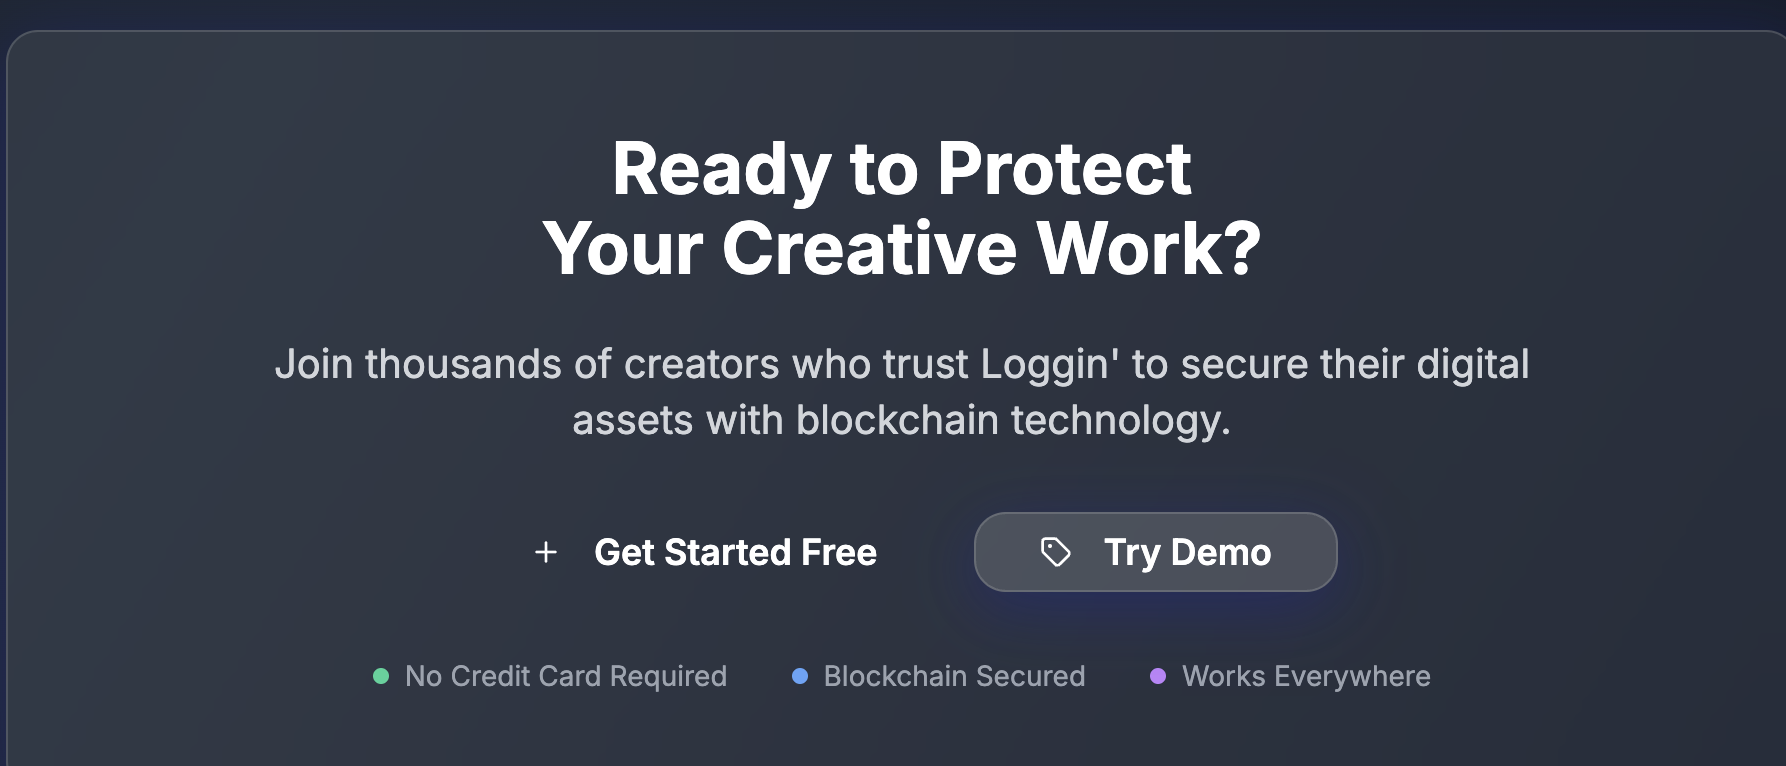 Ready to Protect
Your Creative Work?
Join thousands of creators who trust Loggin' to secure their digital
assets with blockchain technology.
Get Started Free
Try Demo
No Credit Card Required
Blockchain Secured
Works Everywhere